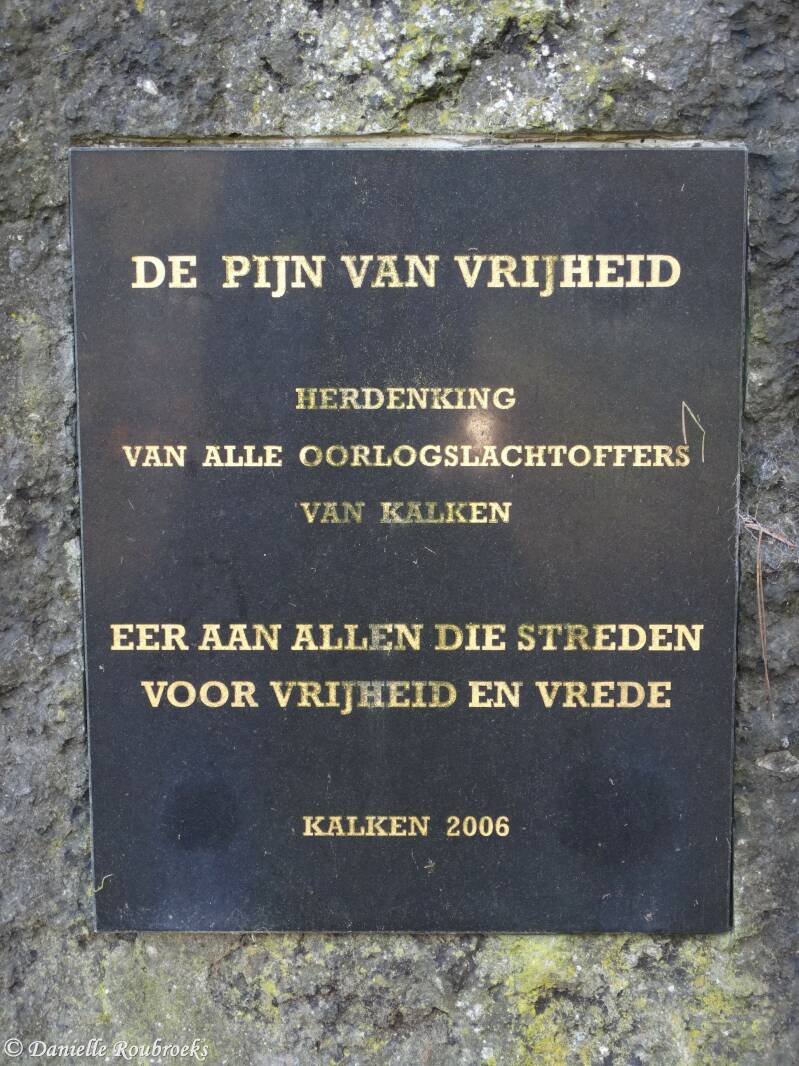 DE PIJN VAN VRIJHEID
HERDENKING
VAN ALLE OORLOGSLACHTOFFERS
VAN KALKEN
EER AAN ALLEN DIE STREDEN
VOOR VRIJHEID EN VREDE
KALKEN 2006
© Danielle Roubroeks